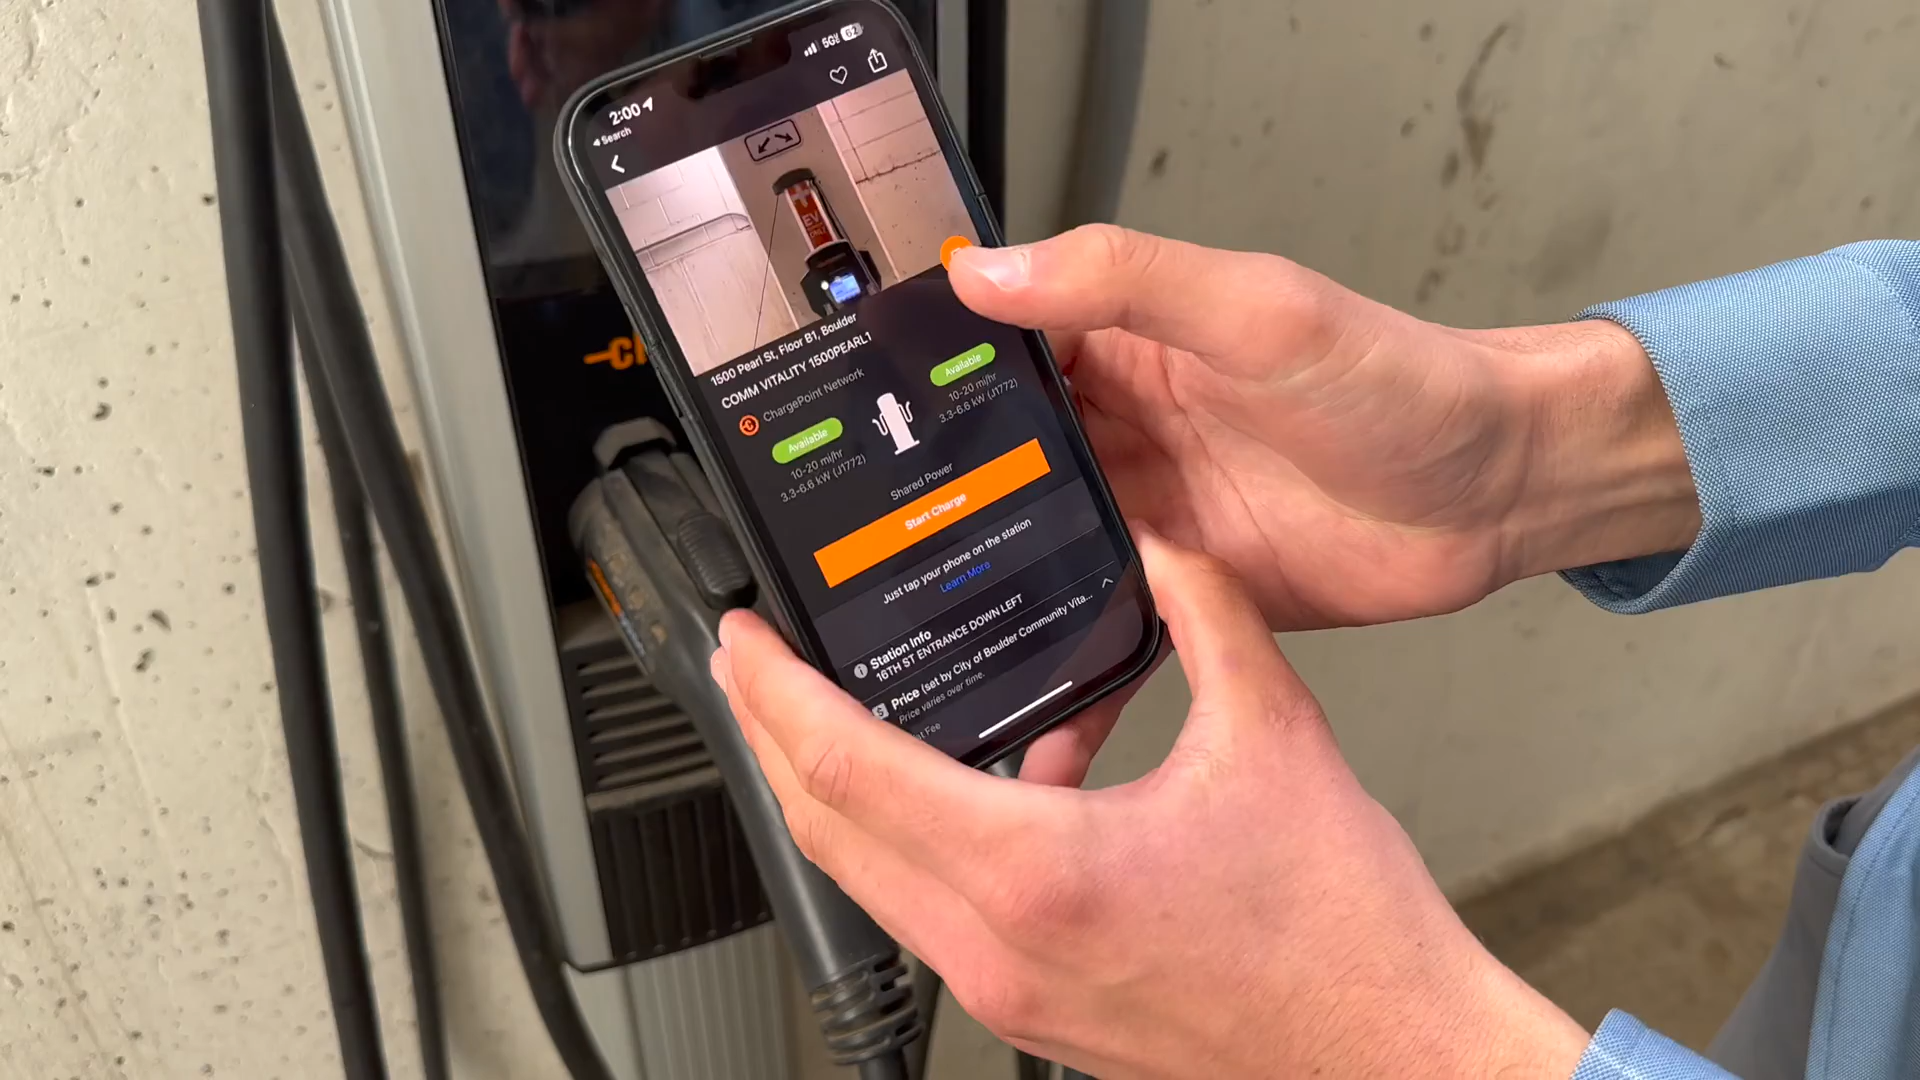 2:00
5G 62
Search
EV
ONLY
1500 Pearl St, Floor B1, Boulder
COMM VITALITY 1500PEARL1
ChargePoint Network
Available
10-20 mi/hr
3.3-6.6 kW (J1772)
Available
10-20 mi/hr
3.3-6.6 kW (J1772)
Shared Power
Start Charge
Just tap your phone on the station
Learn More
Station Info
16TH ST ENTRANCE DOWN LEFT
Price (set by City of Boulder Community Vita...
Price varies over time.
Fee